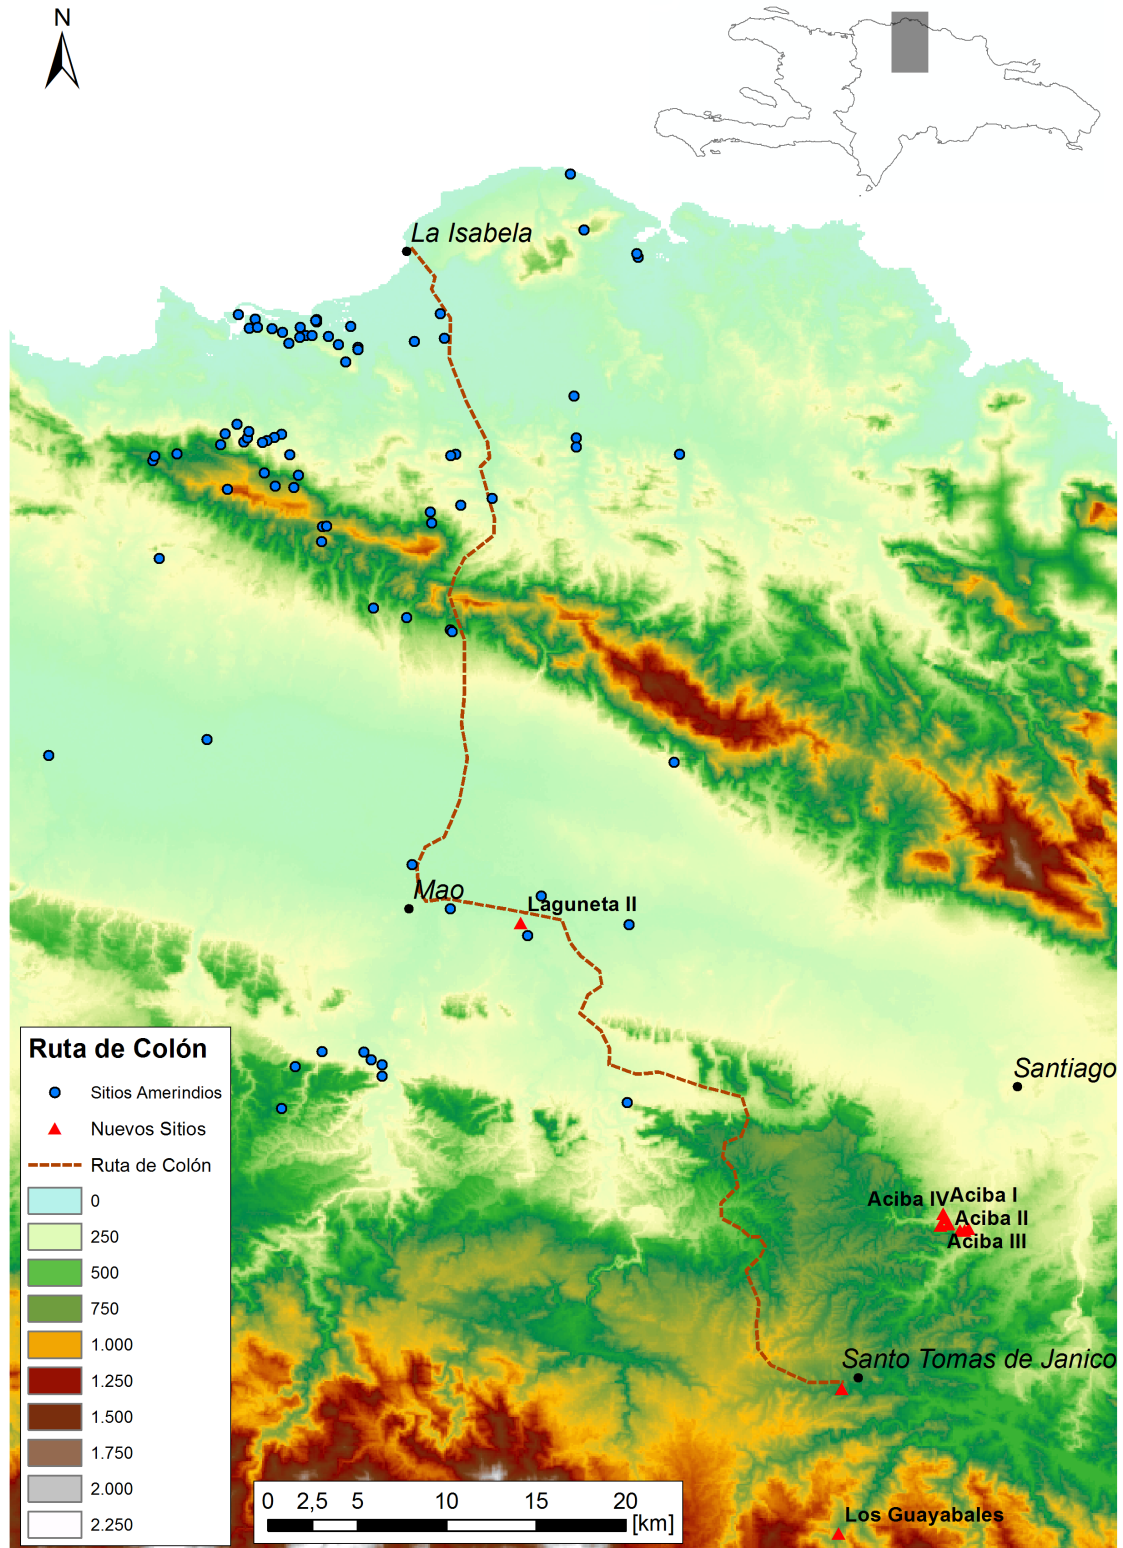 N
La Isabela
Mao
Laguneta II
Santiago
Aciba IV
Aciba I
Aciba II
Aciba III
Santo Tomas de Janico
Los Guayabales
Ruta de Colón
Sitios Amerindios
Nuevos Sitios
Ruta de Colón
0
250
500
750
1.000
1.250
1.500
1.750
2.000
2.250
0 2,5 5 10 15 20
[km]